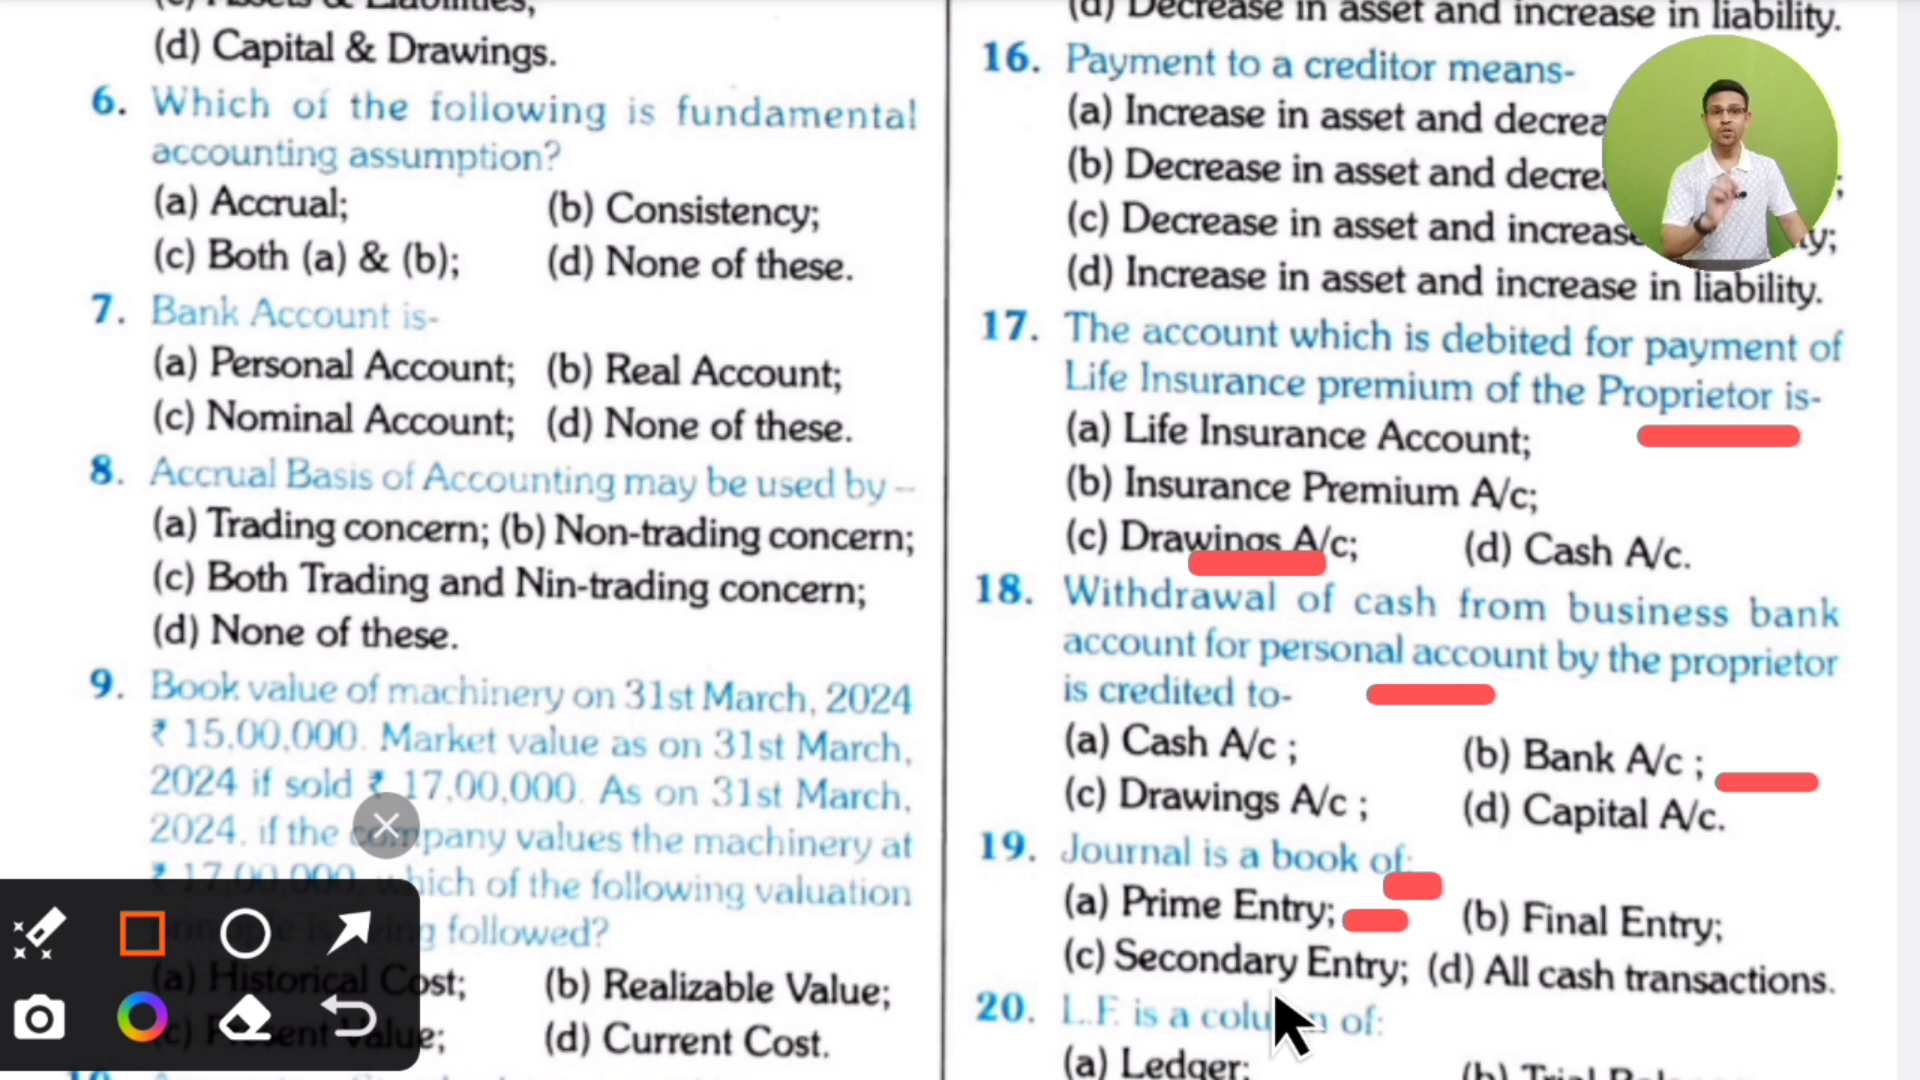 (d) Capital & Drawings.
6. Which of the following is fundamental
accounting assumption?
(a) Accrual; (b) Consistency;
(c) Both (a) & (b); (d) None of these.
7. Bank Account is-
(a) Personal Account; (b) Real Account;
(c) Nominal Account; (d) None of these.
8. Accrual Basis of Accounting may be used by –
(a) Trading concern; (b) Non-trading concern;
(c) Both Trading and Nin-trading concern;
(d) None of these.
9. Book value of machinery on 31st March, 2024
₹ 15,00,000. Market value as on 31st March,
2024 if sold ₹ 17,00,000. As on 31st March,
2024, if the company values the machinery at
₹ 17,00,000, which of the following valuation
is being followed?
(a) Historical Cost; (b) Realizable Value;
(c) Present Value; (d) Current Cost.
(d) Decrease in asset and increase in liability.
16. Payment to a creditor means-
(a) Increase in asset and
(b) Decrease in asset and
(c) Decrease in asset and
(d) Increase in asset and increase in liability.
17. The account which is debited for payment of
Life Insurance premium of the Proprietor is-
(a) Life Insurance Account;
(b) Insurance Premium A/c;
(c) Drawings A/c; (d) Cash A/c.
18. Withdrawal of cash from business bank
account for personal account by the proprietor
is credited to-
(a) Cash A/c ; (b) Bank A/c ;
(c) Drawings A/c ; (d) Capital A/c.
19. Journal is a book of:
(a) Prime Entry; (b) Final Entry;
(c) Secondary Entry; (d) All cash transactions.
20. L.F. is a column of:
(a) Ledger;